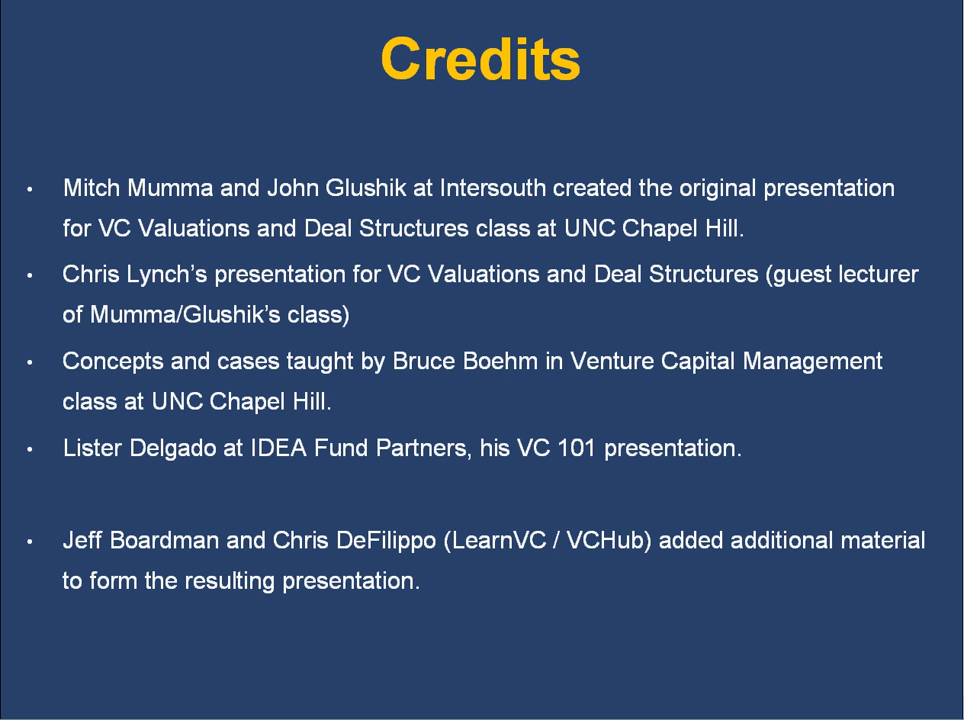 Credits
• Mitch Mumma and John Glushik at Intersouth created the original presentation
for VC Valuations and Deal Structures class at UNC Chapel Hill.
• Chris Lynch’s presentation for VC Valuations and Deal Structures (guest lecturer
of Mumma/Glushik’s class)
• Concepts and cases taught by Bruce Boehm in Venture Capital Management
class at UNC Chapel Hill.
• Lister Delgado at IDEA Fund Partners, his VC 101 presentation.
• Jeff Boardman and Chris DeFilippo (LearnVC / VCHub) added additional material
to form the resulting presentation.